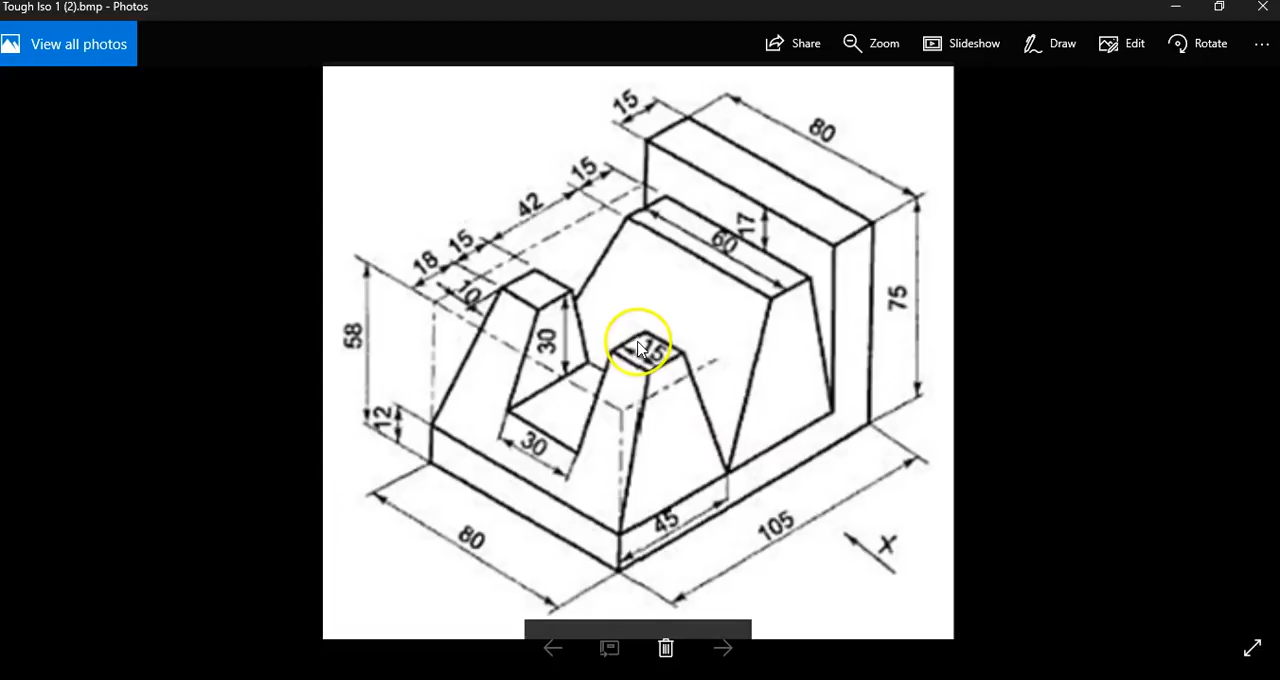 Tough Iso 1 (2).bmp - Photos
View all photos
Share
Zoom
Slideshow
Draw
Edit
Rotate
15
80
15
42
15
18
10
17
60
75
58
30
15
12
30
45
105
80
X